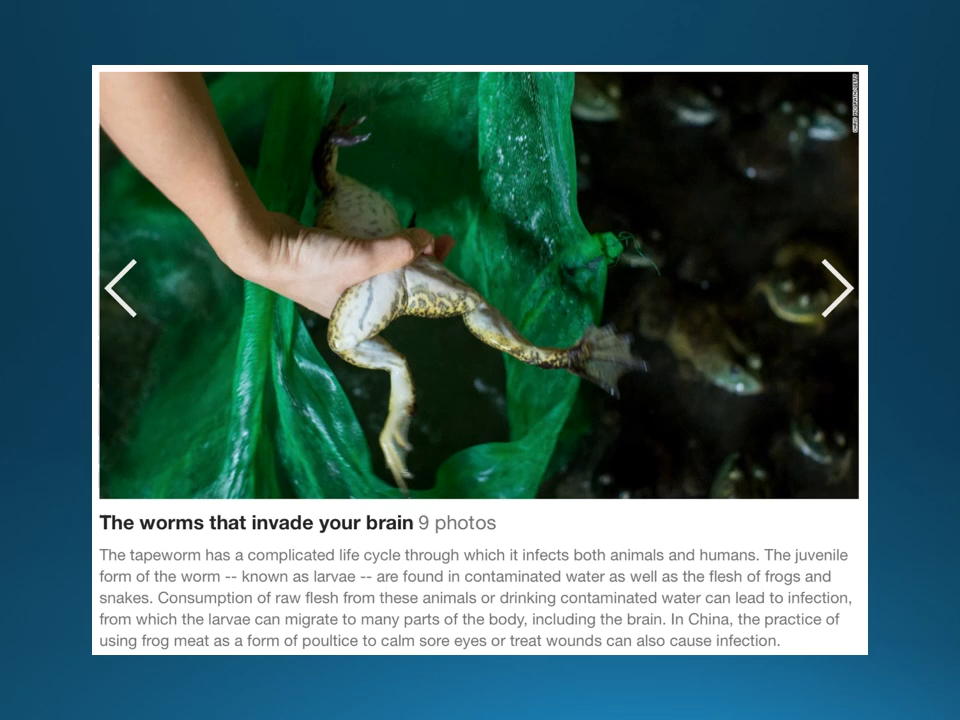 The worms that invade your brain 9 photos
The tapeworm has a complicated life cycle through which it infects both animals and humans. The juvenile
form of the worm -- known as larvae -- are found in contaminated water as well as the flesh of frogs and
snakes. Consumption of raw flesh from these animals or drinking contaminated water can lead to infection,
from which the larvae can migrate to many parts of the body, including the brain. In China, the practice of
using frog meat as a form of poultice to calm sore eyes or treat wounds can also cause infection.